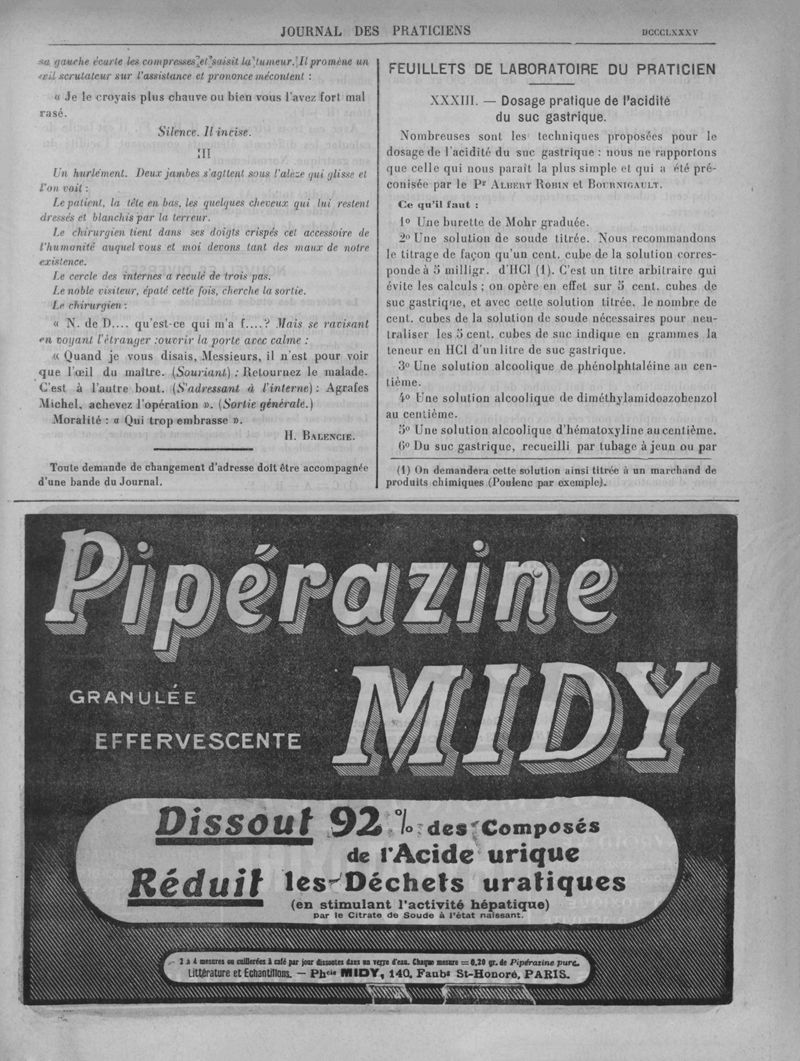 JOURNAL DES PRATICIENS
DCCCLXXXV
sa gauche écarte les compresses et saisit la tumeur. Il promène un
œil scrutateur sur l'assistance et prononce mécontent :
« Je le croyais plus chauve ou bien vous l'avez fort mal
rasé.
Silence. Il incise.
III
Un hurlement. Deux jambes s'agitent sous l'aleze qui glisse et
l'on voit :
Le patient, la tête en bas, les quelques cheveux qui lui restent
dressés et blanchis par la terreur.
Le chirurgien tient dans ses doigts crispés cet accessoire de
l'humanité auquel vous et moi devons tant des maux de notre
existence.
Le cercle des internes a reculé de trois pas.
Le noble visiteur, épaté cette fois, cherche la sortie.
Le chirurgien :
« N. de D.... qu'est-ce qui m'a f....? Mais se ravisant
en voyant l'étranger :ouvrir la porte avec calme :
« Quand je vous disais, Messieurs, il n'est pour voir
que l'œil du maître. (Souriant) : Retournez le malade.
C'est à l'autre bout. (S'adressant à l'interne) : Agrafes
Michel, achevez l'opération ». (Sortie générale.)
Moralité : « Qui trop embrasse ».
H. BALENCIE.
Toute demande de changement d'adresse doit être accompagnée
d'une bande du Journal.
FEUILLETS DE LABORATOIRE DU PRATICIEN
XXXIII. — Dosage pratique de l'acidité
du suc gastrique.
Nombreuses sont les techniques proposées pour le
dosage de l'acidité du suc gastrique : nous ne rapportons
que celle qui nous paraît la plus simple et qui a été pré-
conisée par le Pr ALBERT ROBIN et BOURNIGAULT.
Ce qu'il faut :
1° Une burette de Mohr graduée.
2° Une solution de soude titrée. Nous recommandons
le titrage de façon qu'un cent. cube de la solution corres-
ponde à 5 milligr. d'HCl (1). C'est un titre arbitraire qui
évite les calculs ; on opère en effet sur 5 cent. cubes de
suc gastrique, et avec cette solution titrée, le nombre de
cent. cubes de la solution de soude nécessaires pour neu-
traliser les 5 cent. cubes de suc indique en grammes la
teneur en HCl d'un litre de suc gastrique.
3° Une solution alcoolique de phénolphtaléine au cen-
tième.
4° Une solution alcoolique de diméthylamidoazobenzol
au centième.
5° Une solution alcoolique d'hématoxyline au centième.
6° Du suc gastrique, recueilli par tubage à jeun ou par
(1) On demandera cette solution ainsi titrée à un marchand de
produits chimiques (Poulenc par exemple).
Pipérazine
MIDY
GRANULÉE
EFFERVESCENTE
Dissout 92 % des Composés
de l'Acide urique
Réduit les Déchets uratiques
(en stimulant l'activité hépatique)
par le Citrate de Soude à l'état naissant.
2 à 4 mesures ou cuillerées à café par jour dissoutes dans un verre d'eau. Chaque mesure = 0,20 gr. de Pipérazine pure.
Littérature et Echantillons. — Phcie MIDY, 140, Faubg St-Honoré, PARIS.